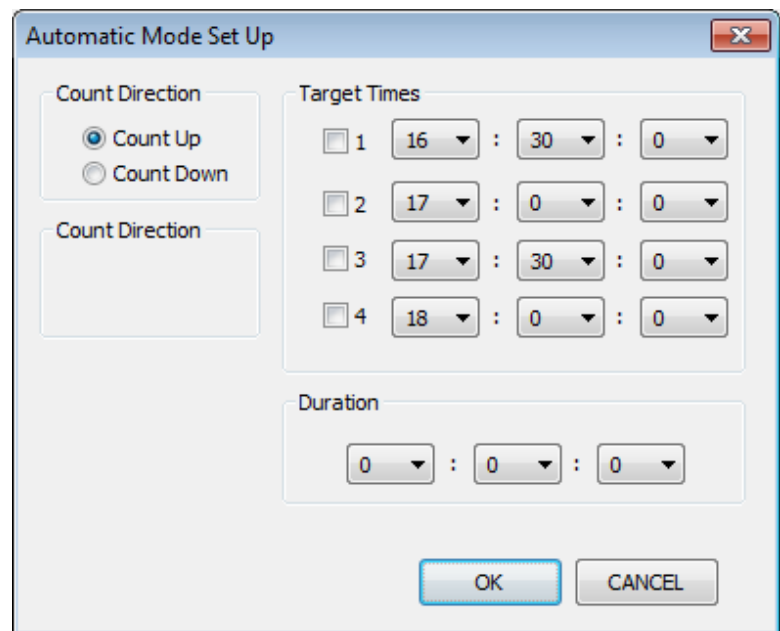 Automatic Mode Set Up
Count Direction
Count Up
Count Down
Count Direction
Target Times
1 16 : 30 : 0
2 17 : 0 : 0
3 17 : 30 : 0
4 18 : 0 : 0
Duration
0 : 0 : 0
OK CANCEL